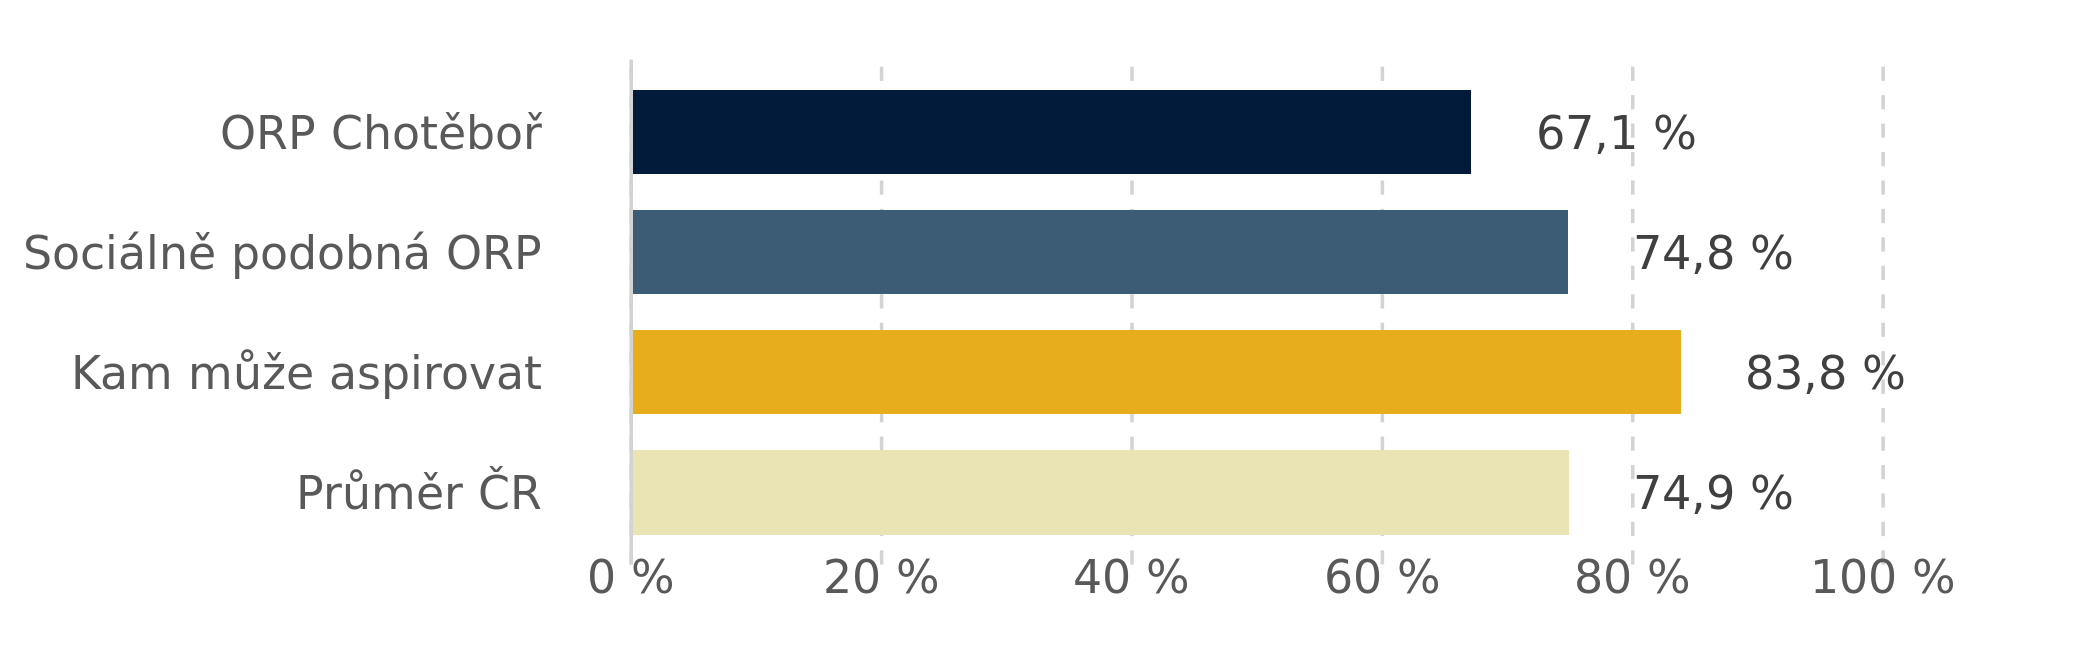 ORP Chotěboř 67,1 %
Sociálně podobná ORP 74,8 %
Kam může aspirovat 83,8 %
Průměr ČR 74,9 %
0 % 20 % 40 % 60 % 80 % 100 %